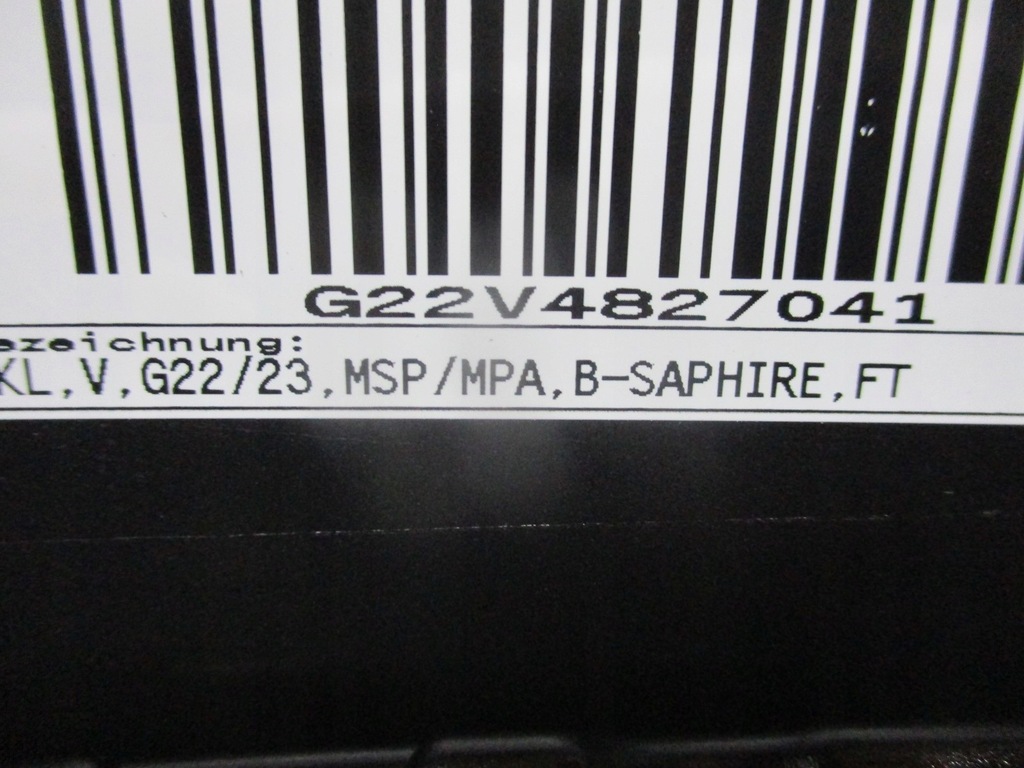 G22V4827041
ezeichnung:
KL,V,G22/23,MSP/MPA,B-SAPHIRE,FT